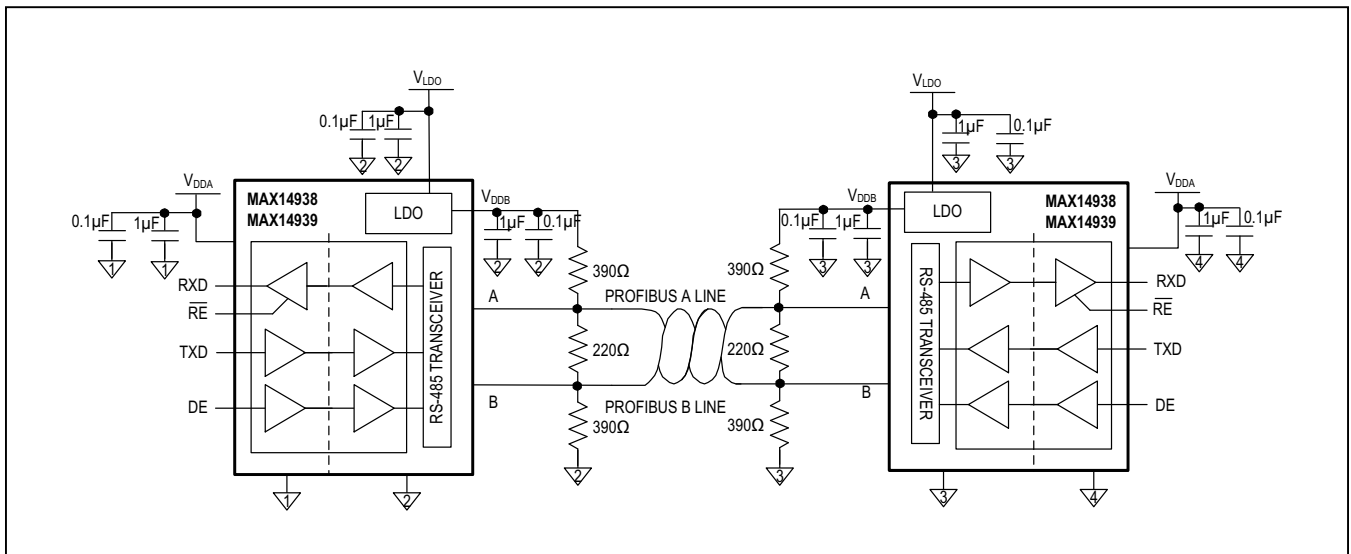 VLDO
0.1µF 1µF
2 2
VDDA
0.1µF 1µF
1 1
MAX14938
MAX14939
LDO
VDDB
1µF 0.1µF
2 2
RXD
RE
TXD
DE
RS-485 TRANSCEIVER
A
B
390Ω
220Ω
390Ω
1 2
2
PROFIBUS A LINE
PROFIBUS B LINE
VLDO
1µF 0.1µF
3 3
VDDB
0.1µF 1µF
3 3
LDO
MAX14938
MAX14939
VDDA
1µF 0.1µF
4 4
390Ω
220Ω
390Ω
3
A
B
RS-485 TRANSCEIVER
RXD
RE
TXD
DE
3 4